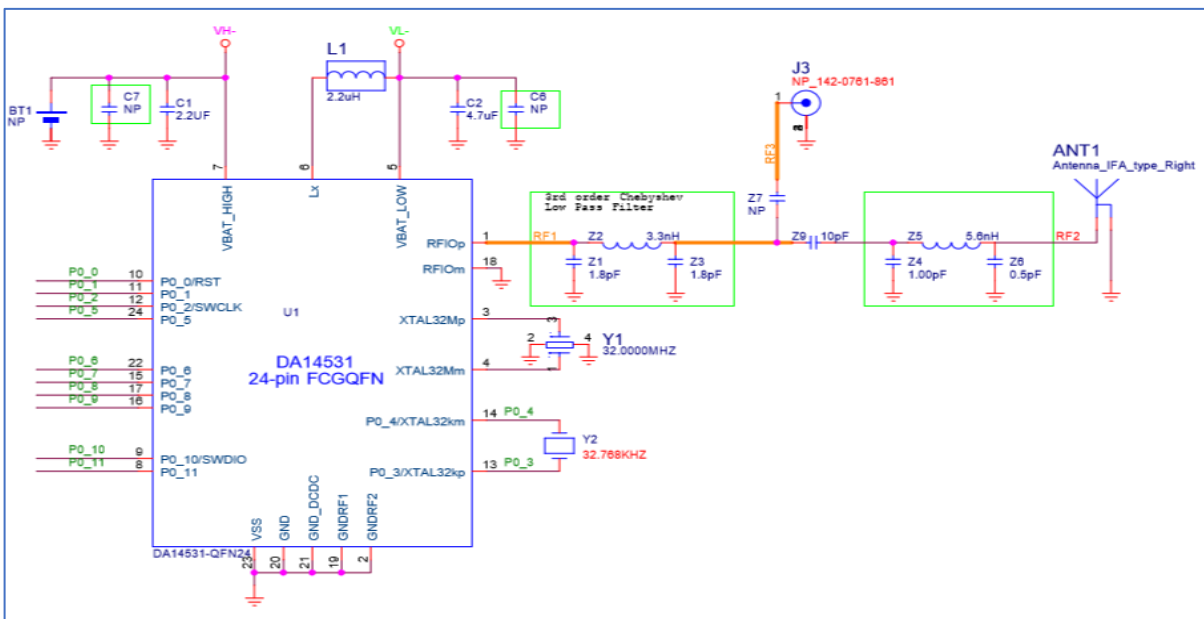 VH-
VL-
L1
2.2uH
BT1
NP
C7
NP
C1
2.2UF
C2
4.7uF
C6
NP
J3
NP_142-0761-861
1
RF3
Z7
NP
ANT1
Antenna_IFA_type_Right
7
6
5
VBAT_HIGH
Lx
VBAT_LOW
3rd order Chebyshev
Low Pass Filter
RFIOp
1
RF1
Z2
3.3nH
Z1
1.8pF
Z3
1.8pF
Z9
10pF
Z5
5.6nH
RF2
Z4
1.00pF
Z6
0.5pF
RFIOm
18
P0_0
10
P0_0/RST
P0_1
11
P0_1
P0_2
12
P0_2/SWCLK
P0_5
24
P0_5
U1
XTAL32Mp
3
3
2
4
Y1
32.0000MHZ
1
XTAL32Mm
4
DA14531
24-pin FCGQFN
P0_6
22
P0_6
P0_7
15
P0_7
P0_8
17
P0_8
P0_9
16
P0_9
P0_4/XTAL32km
14
P0_4
Y2
32.768KHZ
P0_3/XTAL32kp
13
P0_3
P0_10
9
P0_10/SWDIO
P0_11
8
P0_11
VSS
GND
GND_DCDC
GNDRF1
GNDRF2
DA14531-QFN24
23
20
21
19
2